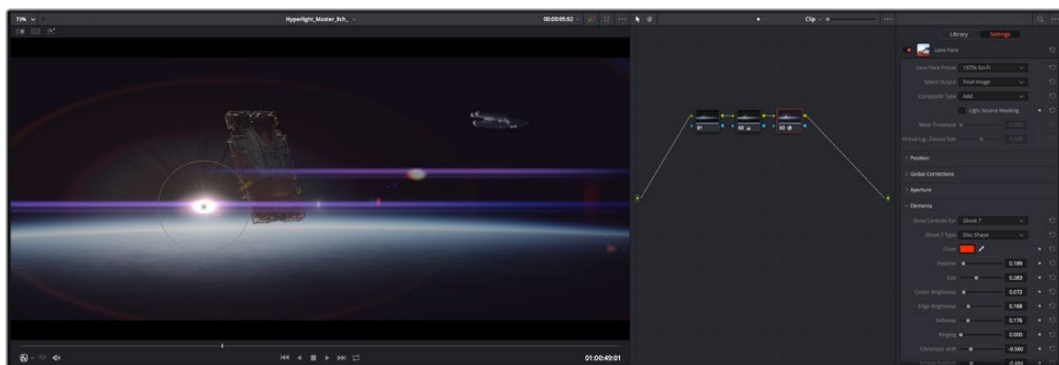 73%
Hyperlight_Master_8ch_
00:00:05:02
Clip
Library
Settings
Lens Flare
Lens Flare Preset 1970s Sci-Fi
Select Output Final Image
Composite Type Add
Light Source Masking
Mask Threshold
Position
Global Corrections
Aperture
Elements
Show Controls For Ghost 7
Ghost 7 Type Disc Shape
Color
Position 0.189
Size 0.383
Center Brightness 0.072
Edge Brightness 0.188
Softness 0.176
Ringing 0.000
Chromatic Shift -0.560
01
01:00:49:01